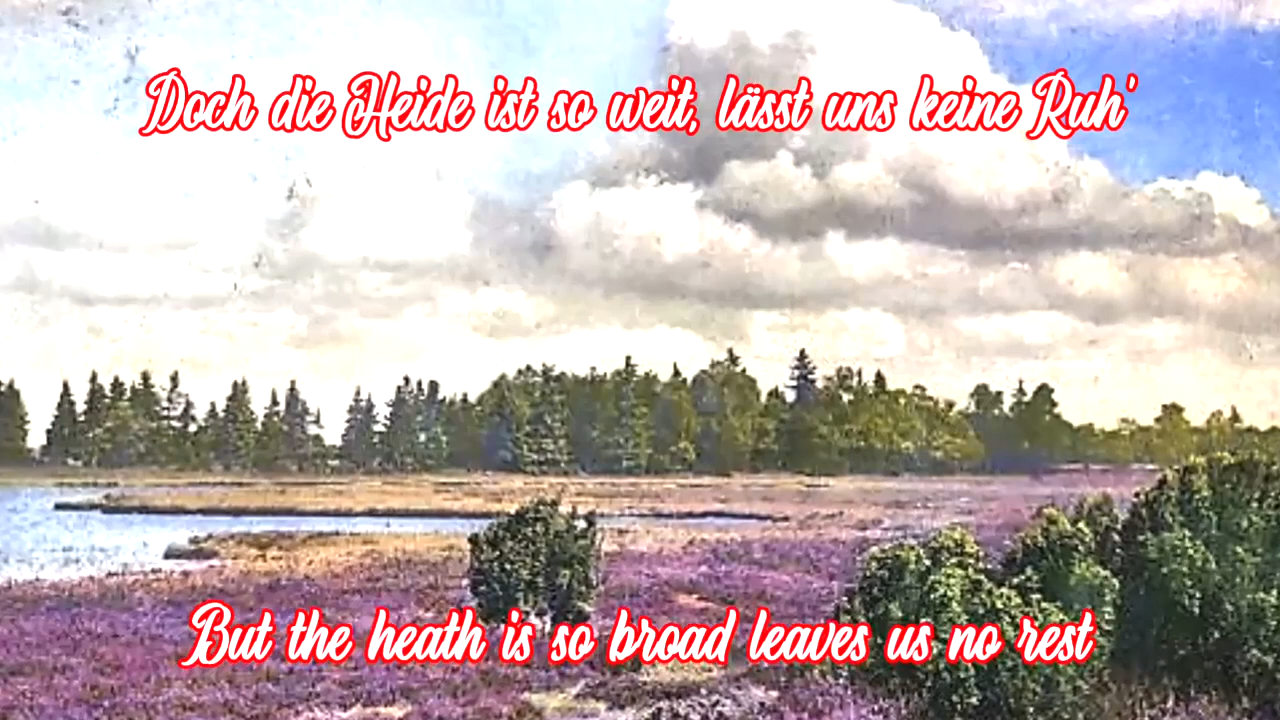 Doch die Heide ist so weit, lässt uns keine Ruh'
But the heath is so broad leaves us no rest